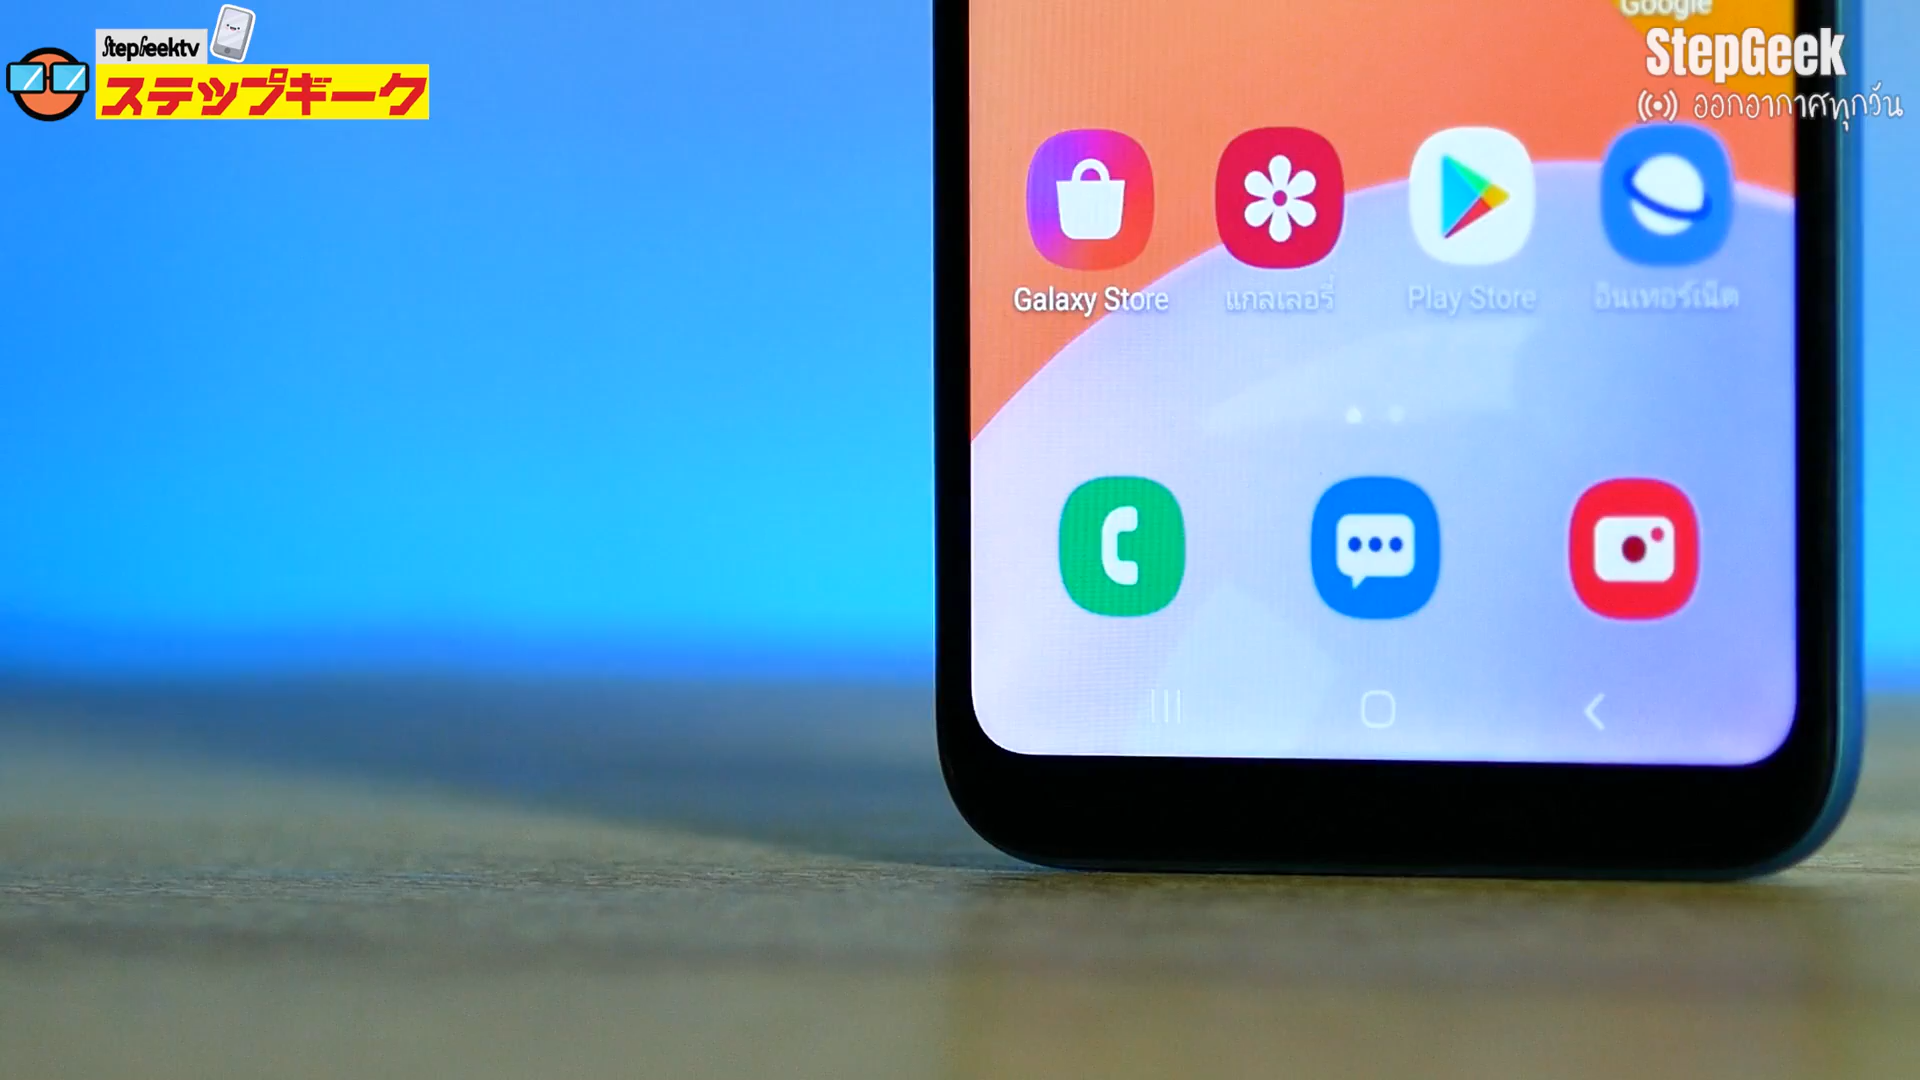 StepGeektv
ステップギーク
Google
StepGeek
ออกอากาศทุกวัน
Galaxy Store
แกลเลอรี่
Play Store
อินเทอร์เน็ต